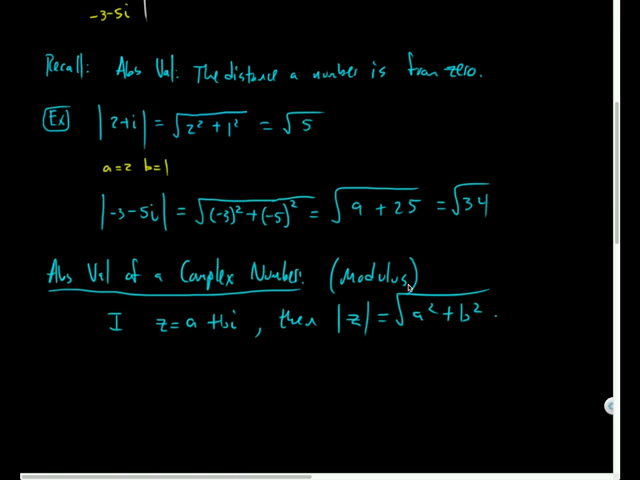 -3-5i
Recall: Abs Val: The distance a number is from zero.
Ex |2+i| = √2² + 1² = √5
a=2 b=1
|-3-5i| = √(-3)²+(-5)² = √9 + 25 = √34
Abs Val of a Complex Number: (Modulus)
I z=a+bi, then |z| = √a²+b².